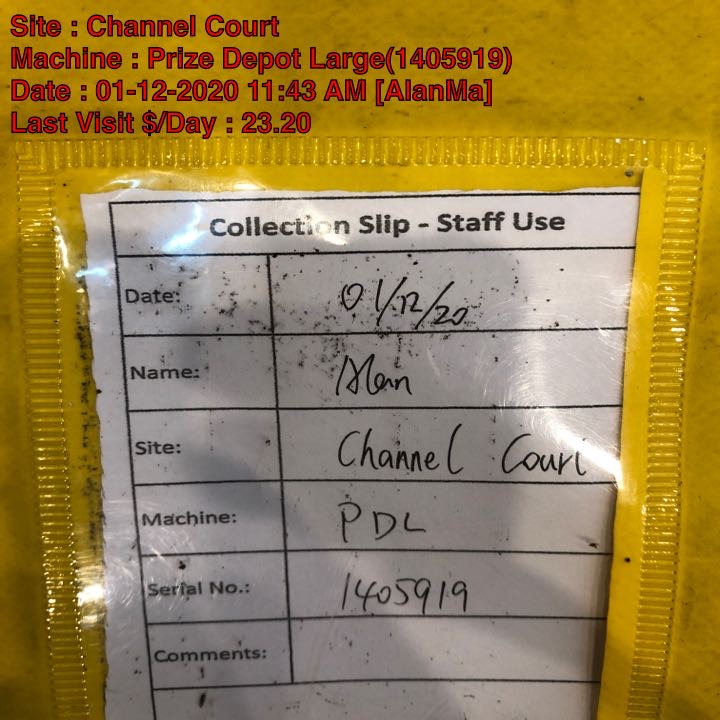 Site : Channel Court
Machine : Prize Depot Large(1405919)
Date : 01-12-2020 11:43 AM [AlanMa]
Last Visit $/Day : 23.20
Collection Slip - Staff Use
Date: 01/12/20
Name: Alan
Site: Channel Court
Machine: PDL
Serial No.: 1405919
Comments: